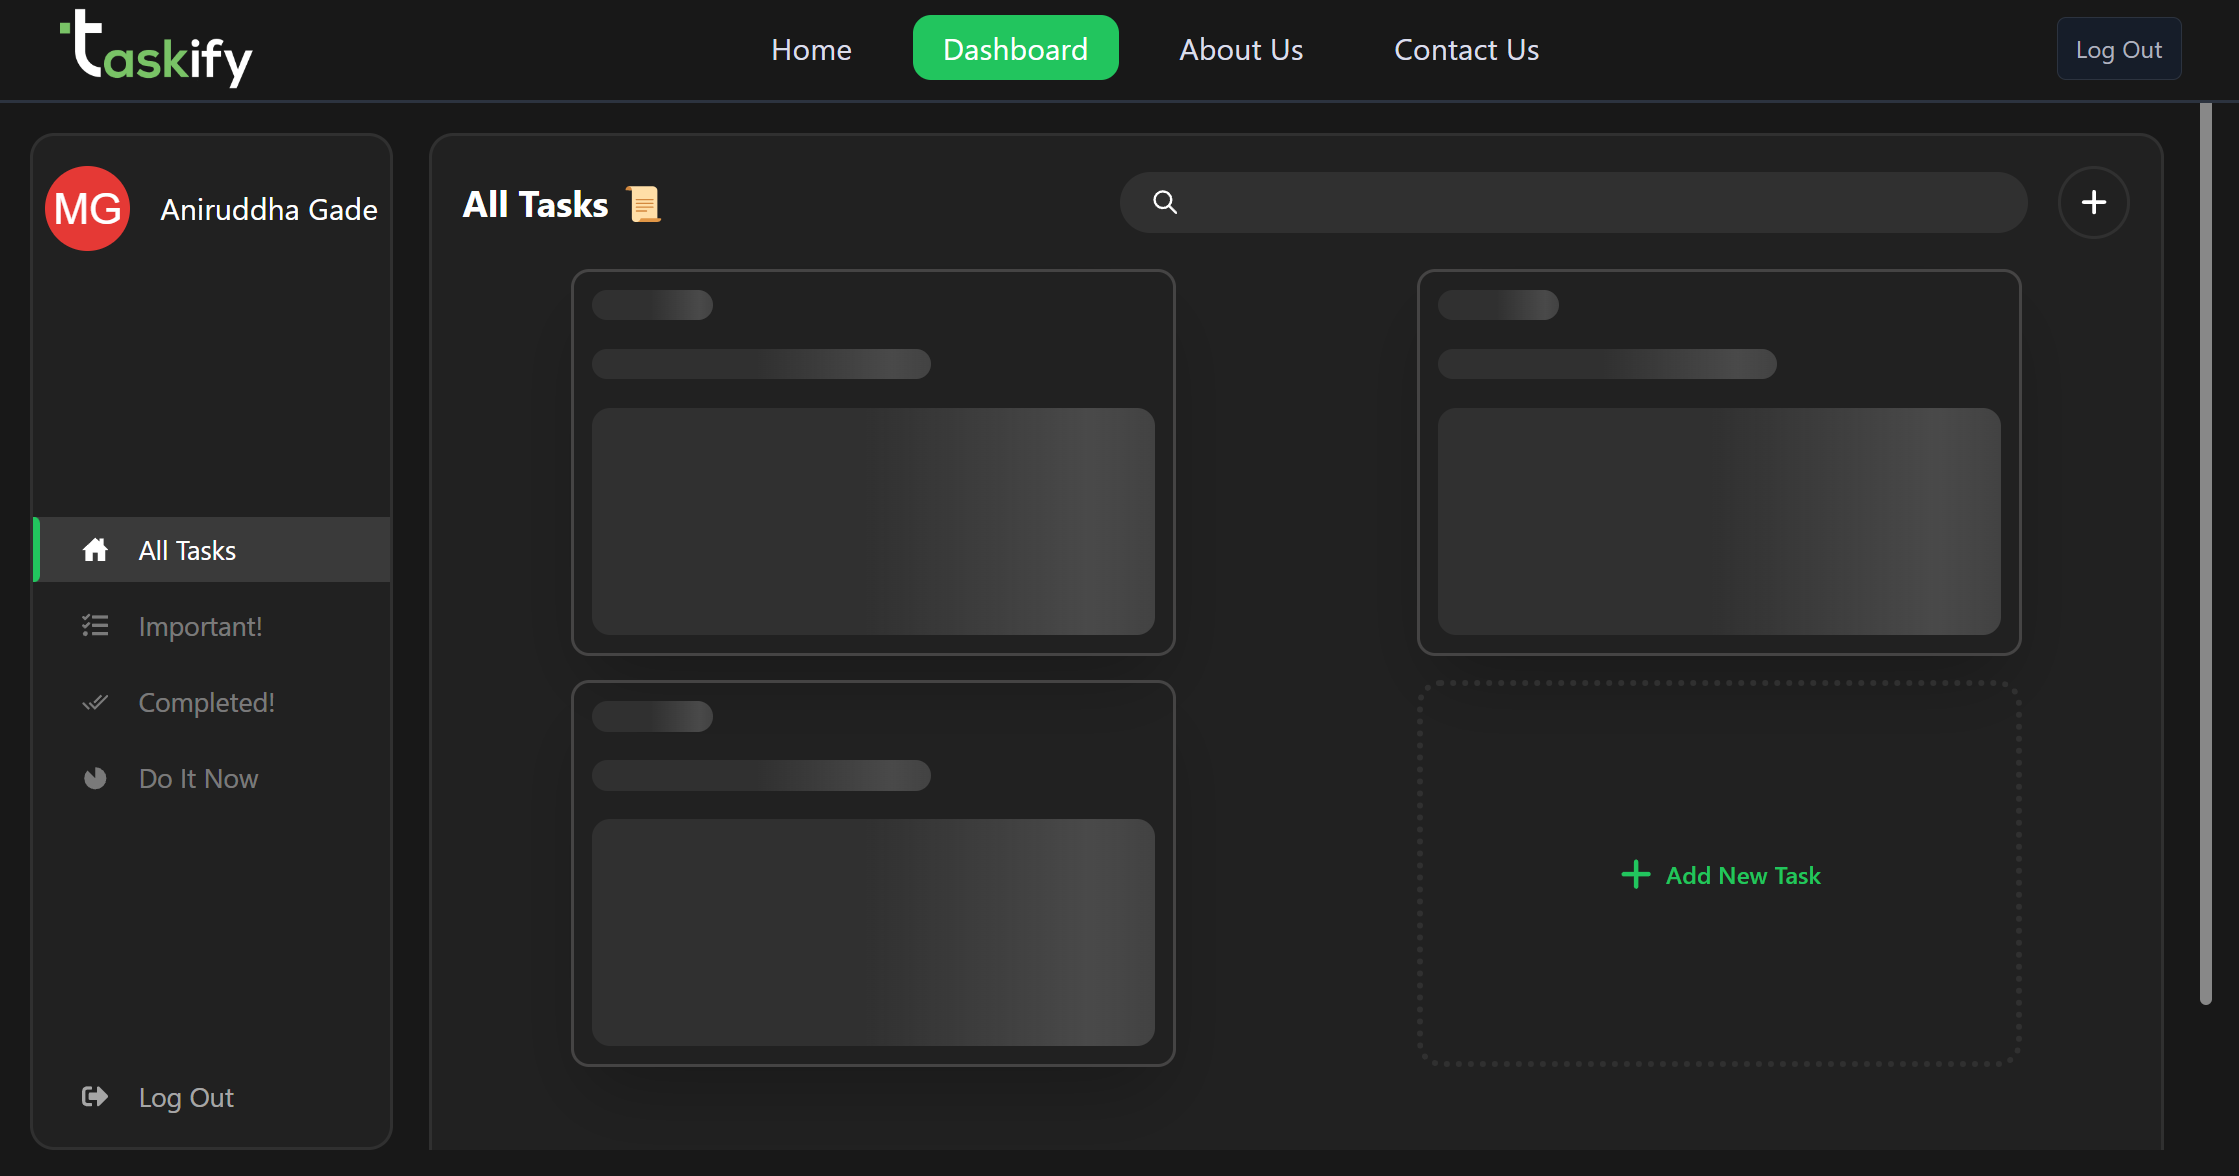 taskify
Home
Dashboard
About Us
Contact Us
Log Out
MG
Aniruddha Gade
All Tasks
Important!
Completed!
Do It Now
Log Out
All Tasks 📜
Add New Task